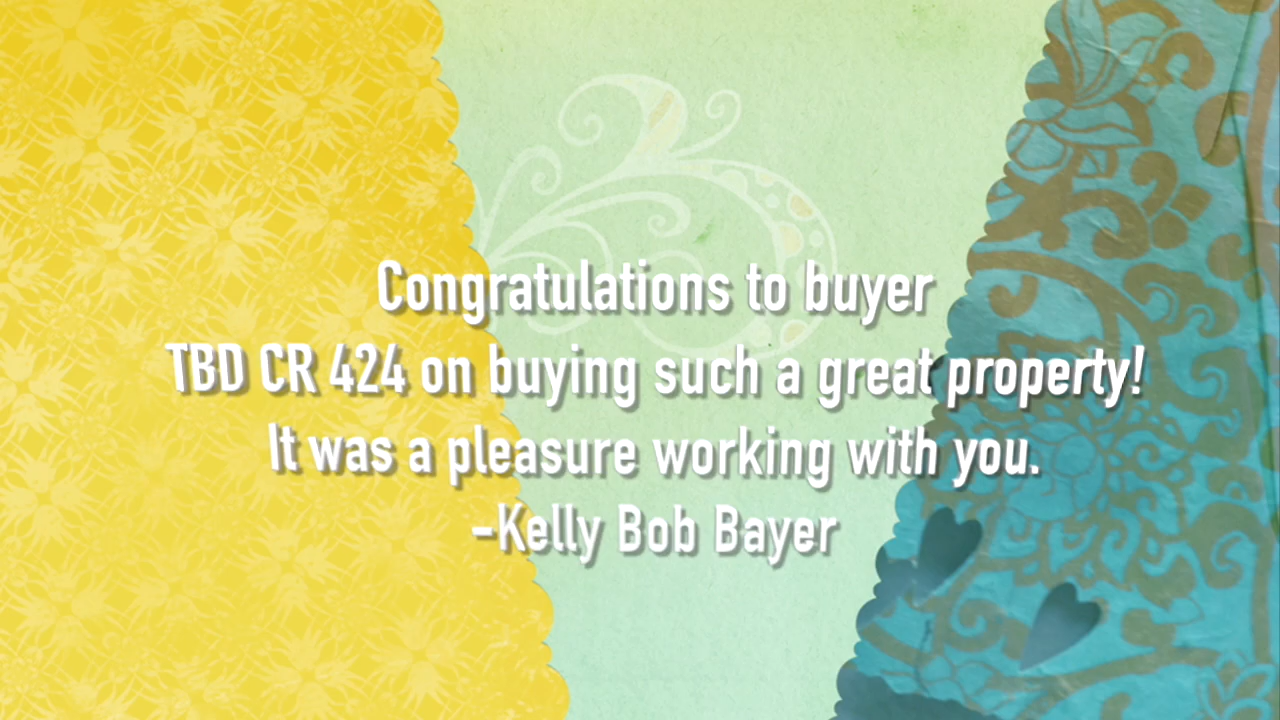 Congratulations to buyer
TBD CR 424 on buying such a great property!
It was a pleasure working with you.
-Kelly Bob Bayer